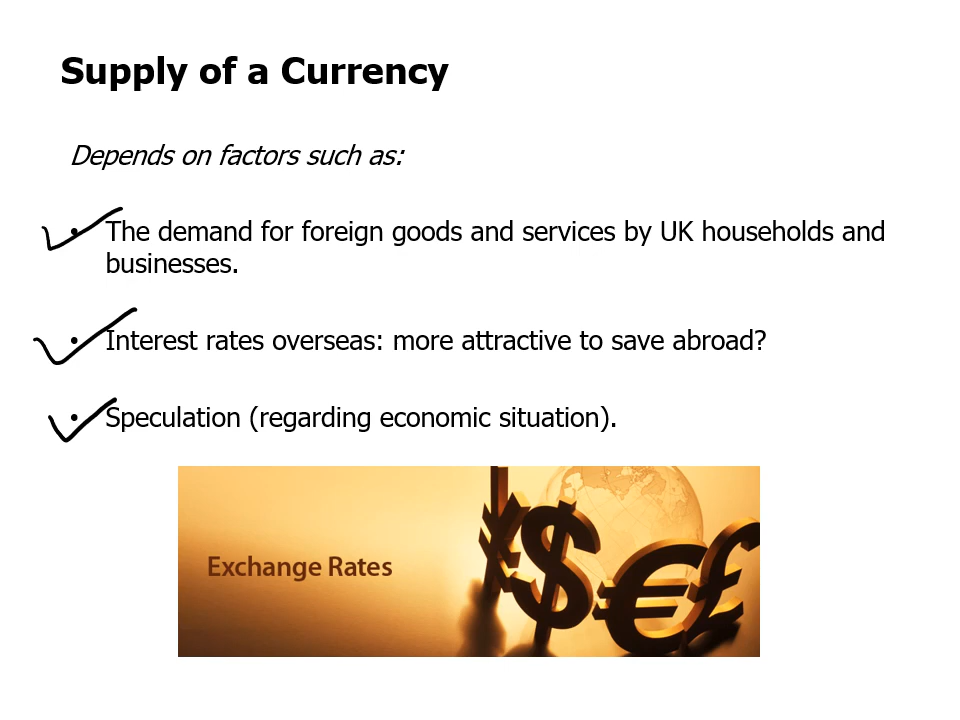 Supply of a Currency
Depends on factors such as:
• The demand for foreign goods and services by UK households and
businesses.
• Interest rates overseas: more attractive to save abroad?
• Speculation (regarding economic situation).
Exchange Rates
¥$€£